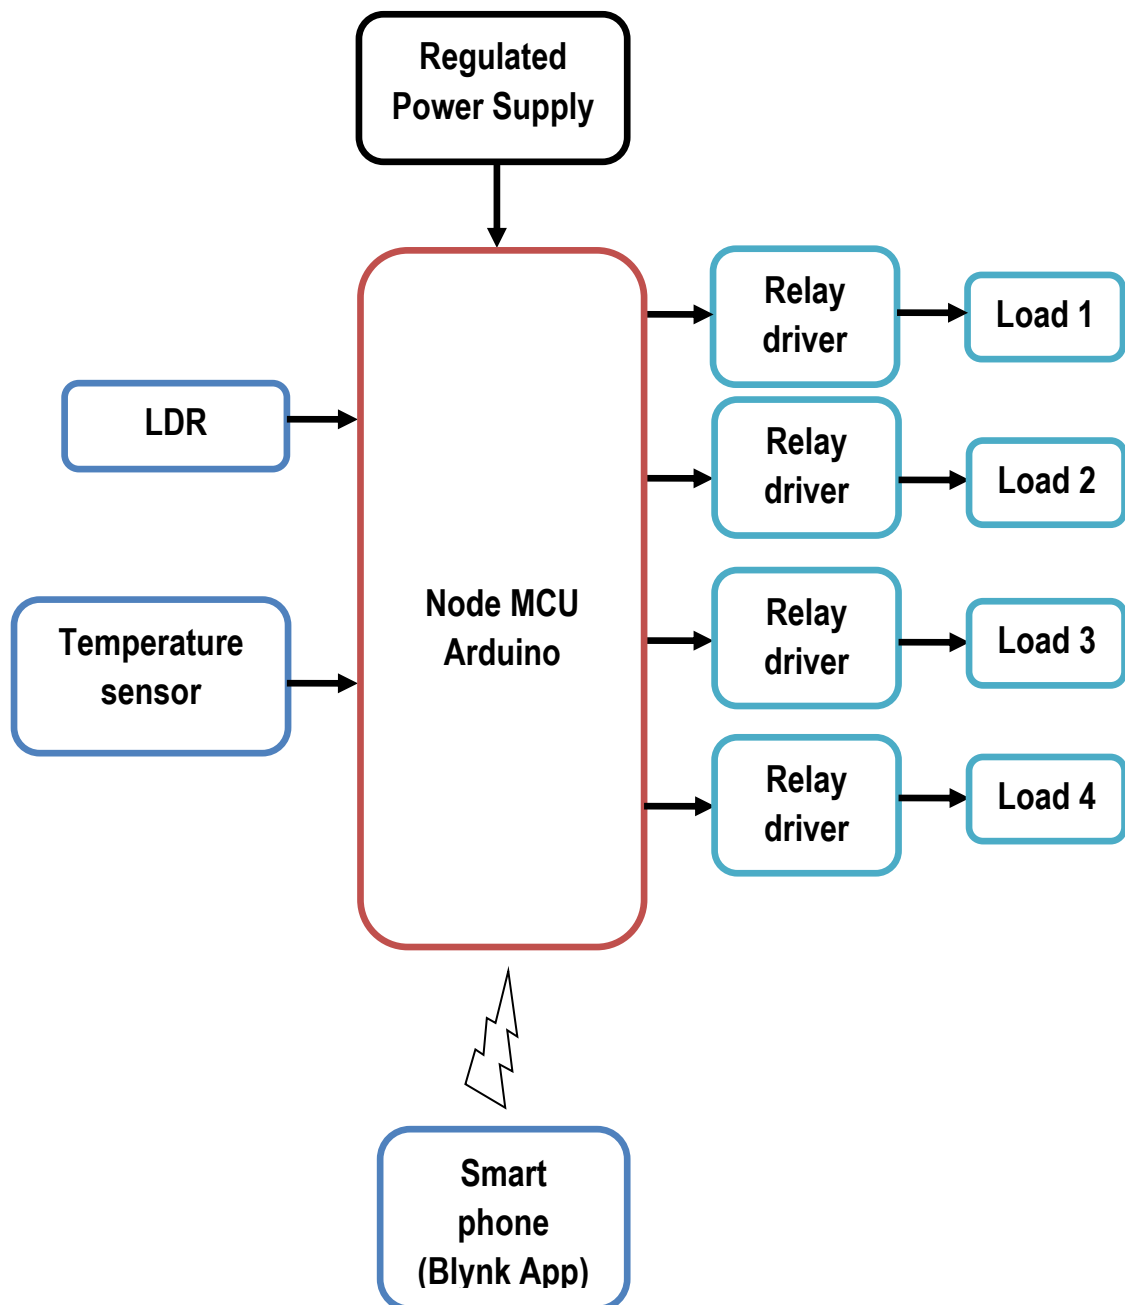 Regulated
Power Supply
Relay
driver
Load 1
LDR
Relay
driver
Load 2
Node MCU
Arduino
Temperature
sensor
Relay
driver
Load 3
Relay
driver
Load 4
Smart
phone
(Blynk App)